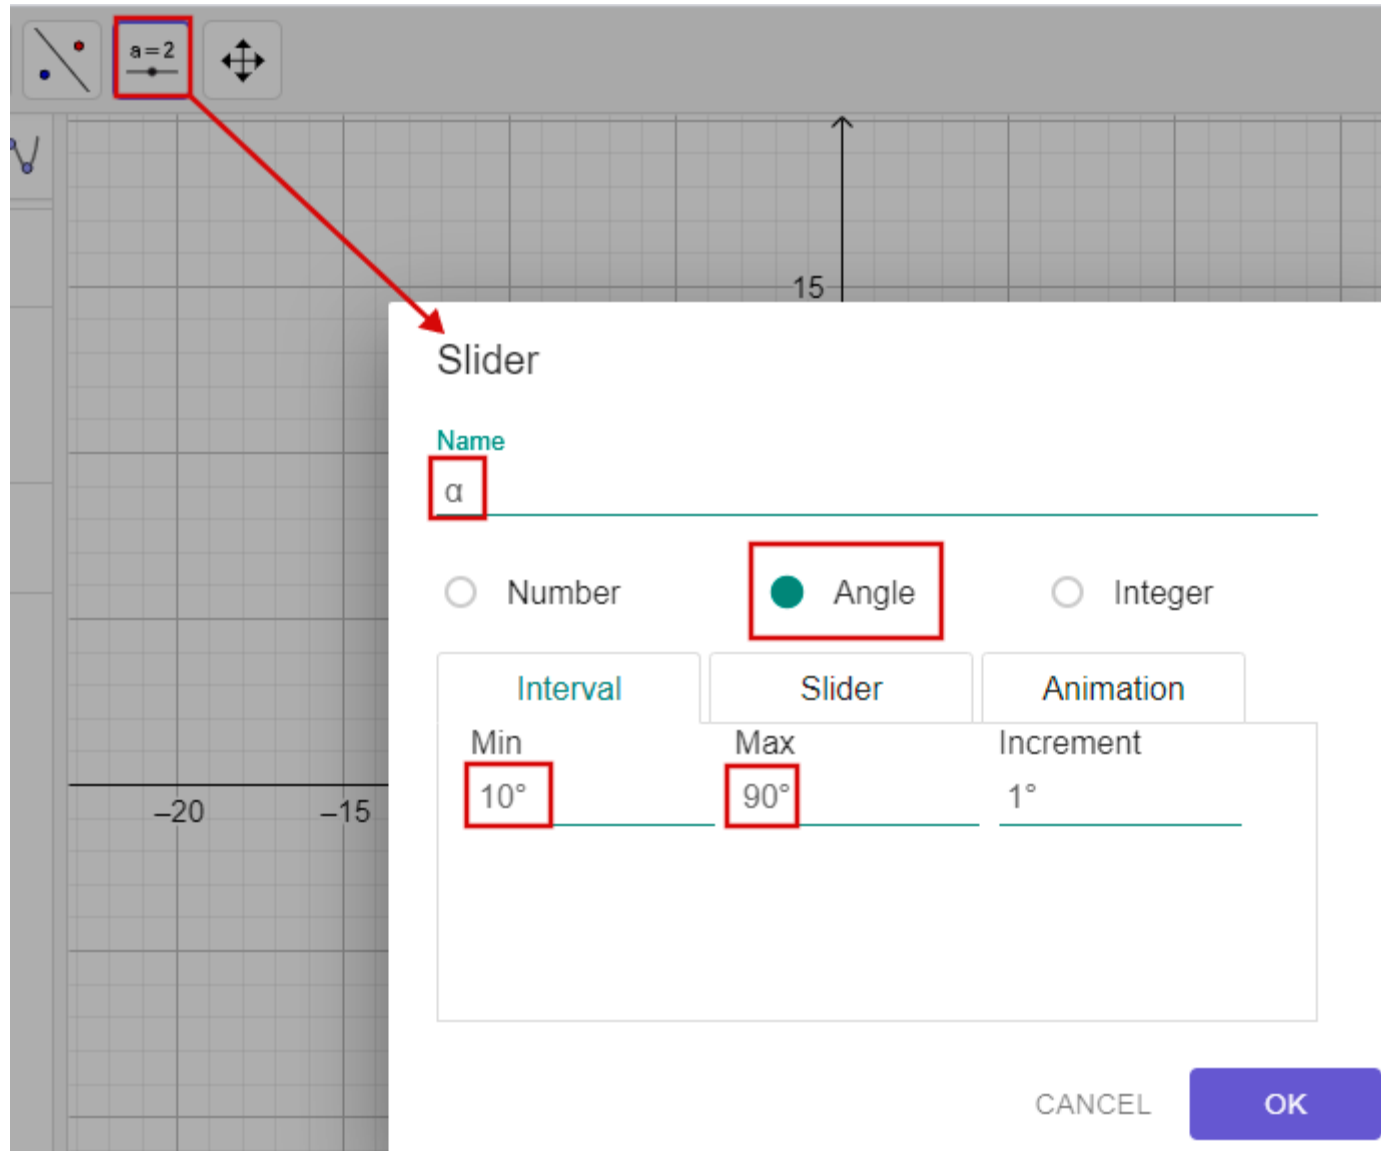 a=2
15
Slider
Name
α
Number Angle Integer
Interval Slider Animation
Min Max Increment
10° 90° 1°
–20 –15
CANCEL OK